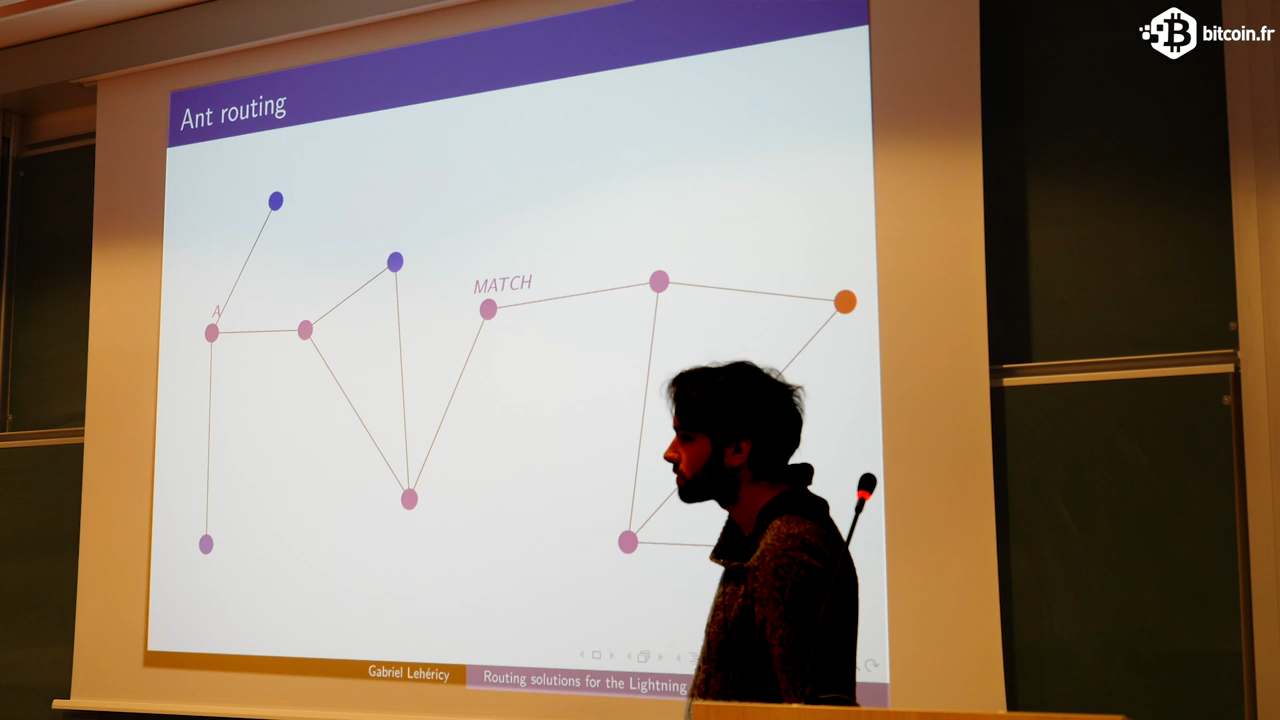 bitcoin.fr
Ant routing
A
MATCH
Gabriel Lehéricy
Routing solutions for the Lightning